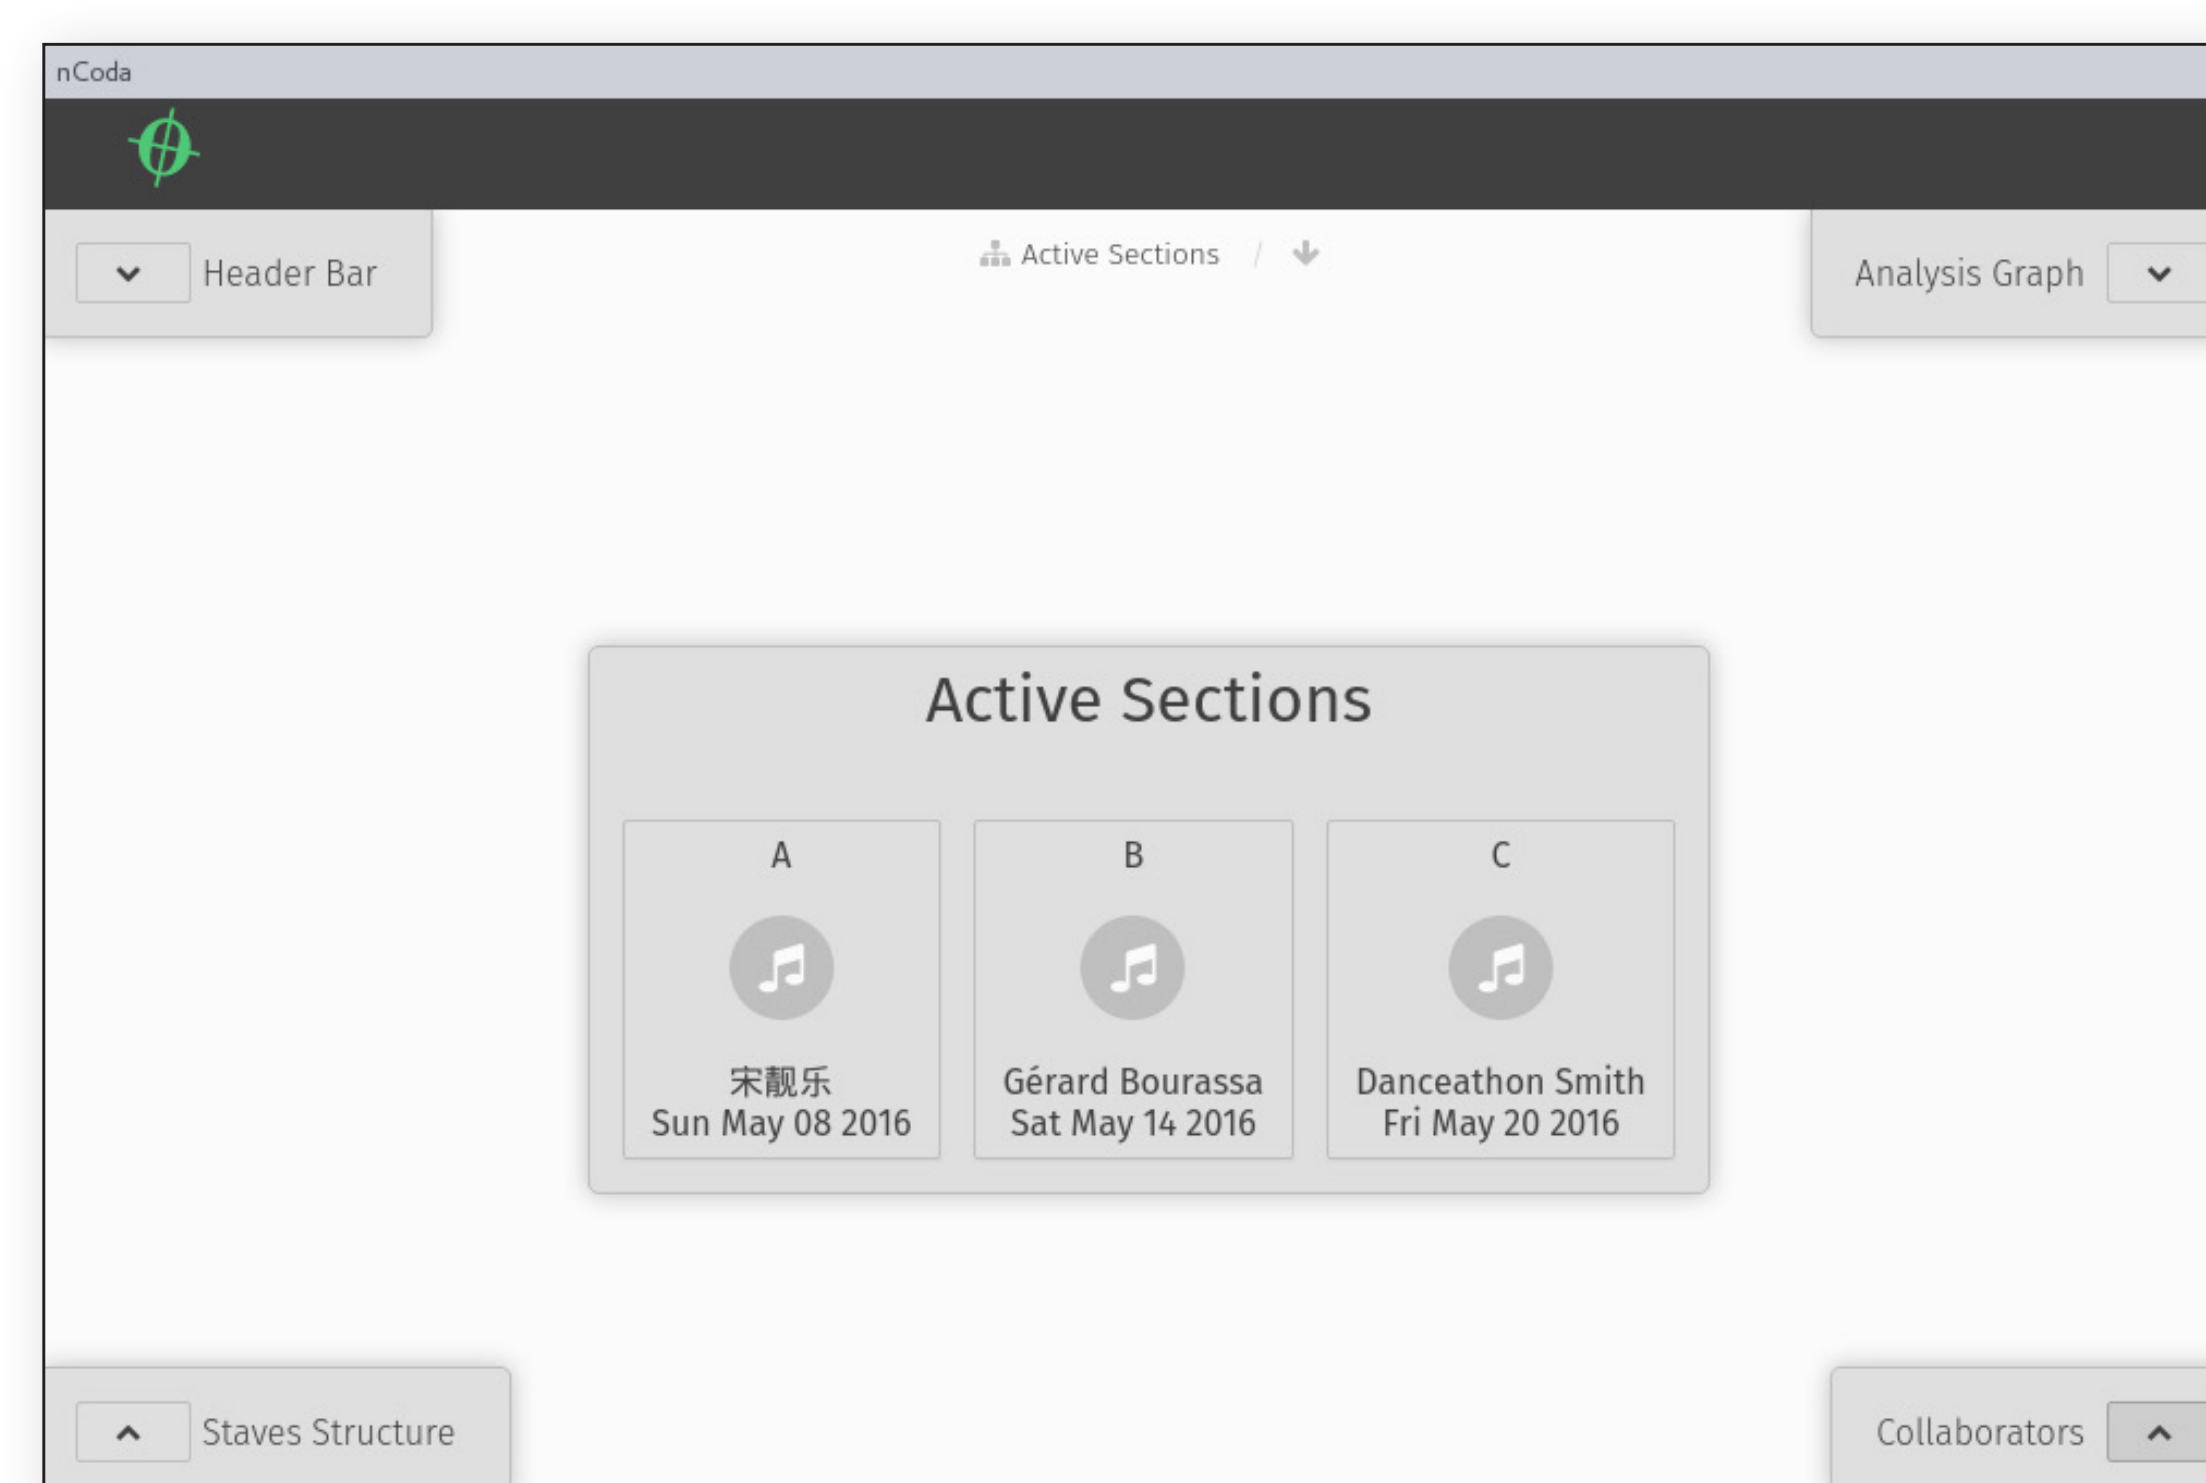 nCoda
Header Bar
Active Sections /
Analysis Graph
Active Sections
A
B
C
宋靓乐
Sun May 08 2016
Gérard Bourassa
Sat May 14 2016
Danceathon Smith
Fri May 20 2016
Staves Structure
Collaborators